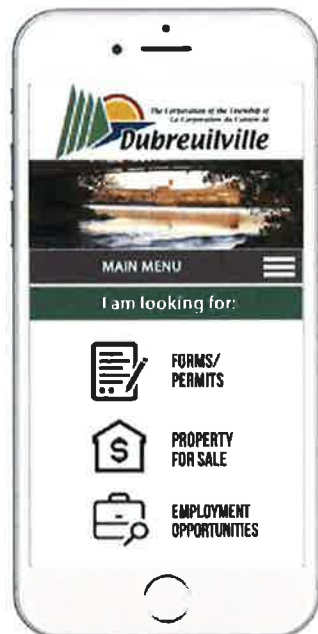 The Corporation of the Township of
La Corporation du Canton de
Dubreuilville
MAIN MENU
I am looking for:
FORMS/
PERMITS
$
PROPERTY
FOR SALE
EMPLOYMENT
OPPORTUNITIES